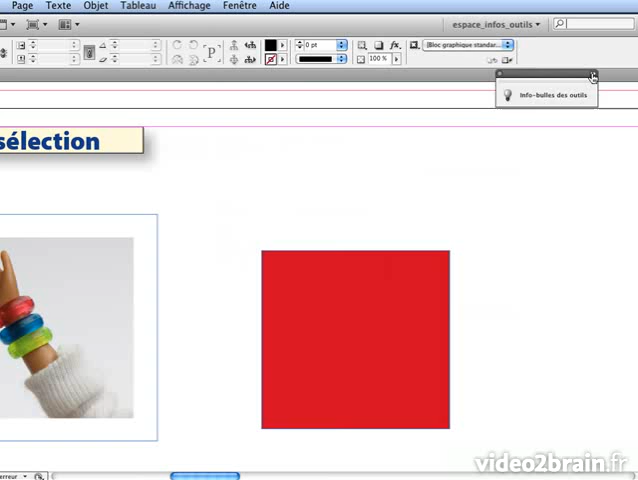 Page Texte Objet Tableau Affichage Fenêtre Aide
espace_infos_outils
0 pt
[Bloc graphique standar...
100 %
Info-bulles des outils
sélection
erreur
video2brain.fr